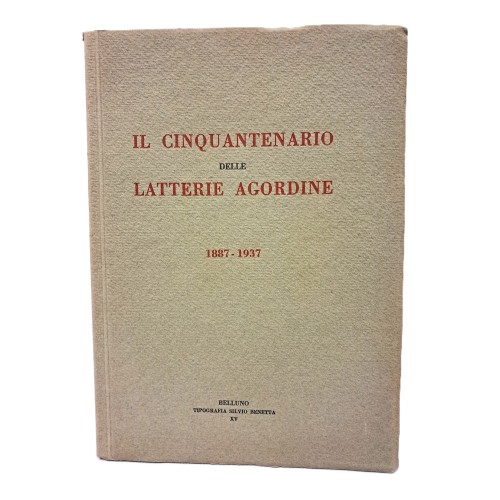 IL CINQUANTENARIO
DELLE
LATTERIE AGORDINE
1887 - 1937
BELLUNO
TIPOGRAFIA SILVIO BENETTA
XV